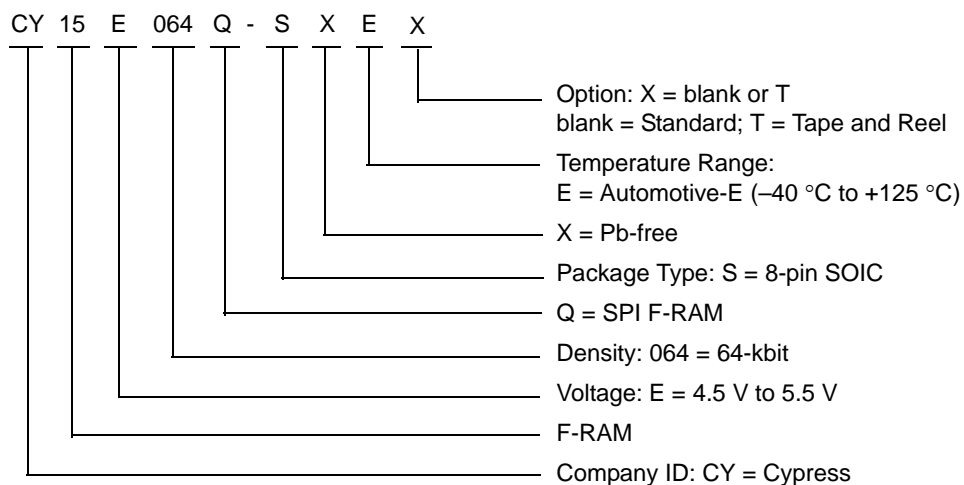 CY 15 E 064 Q - S X E X
Option: X = blank or T
blank = Standard; T = Tape and Reel
Temperature Range:
E = Automotive-E (–40 °C to +125 °C)
X = Pb-free
Package Type: S = 8-pin SOIC
Q = SPI F-RAM
Density: 064 = 64-kbit
Voltage: E = 4.5 V to 5.5 V
F-RAM
Company ID: CY = Cypress